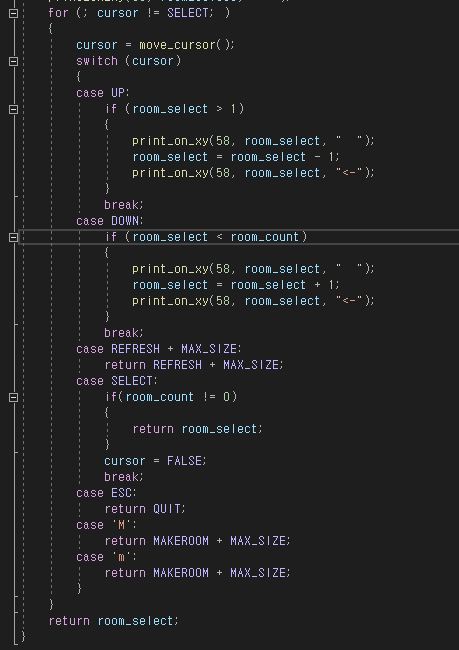 for (; cursor != SELECT; )
{
cursor = move_cursor();
switch (cursor)
{
case UP:
if (room_select > 1)
{
print_on_xy(58, room_select, "  ");
room_select = room_select - 1;
print_on_xy(58, room_select, "<-");
}
break;
case DOWN:
if (room_select < room_count)
{
print_on_xy(58, room_select, "  ");
room_select = room_select + 1;
print_on_xy(58, room_select, "<-");
}
break;
case REFRESH + MAX_SIZE:
return REFRESH + MAX_SIZE;
case SELECT:
if(room_count != 0)
{
return room_select;
}
cursor = FALSE;
break;
case ESC:
return QUIT;
case 'M':
return MAKEROOM + MAX_SIZE;
case 'm':
return MAKEROOM + MAX_SIZE;
}
}
return room_select;
}